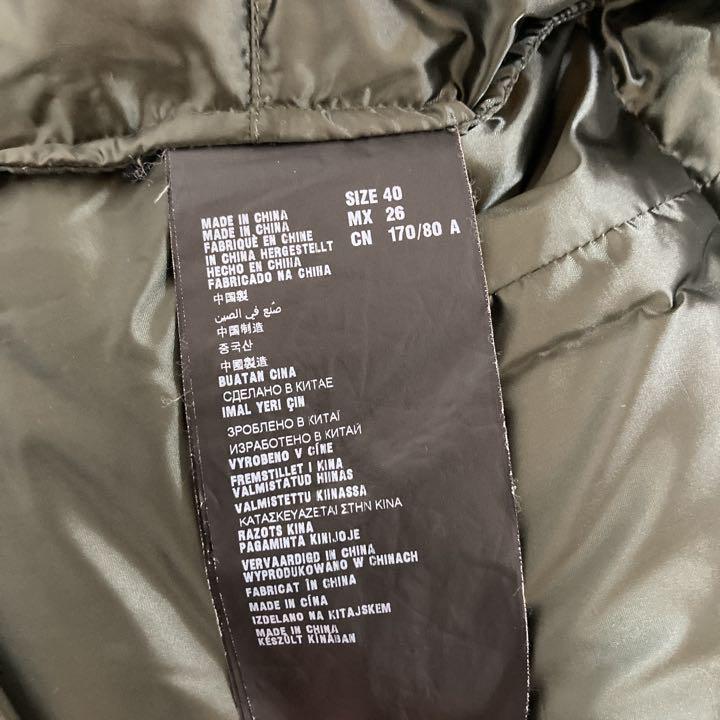 SIZE 40
MX 26
CN 170/80 A
MADE IN CHINA
MADE IN CHINA
FABRIQUÉ EN CHINE
IN CHINA HERGESTELLT
HECHO EN CHINA
FABRICADO NA CHINA
中国製
صنع في الصين
中国制造
중국산
中國製造
BUATAN CINA
СДЕЛАНО В КИТАЕ
IMAL YERI ÇIN
ЗРОБЛЕНО В КИТАЇ
ИЗРАБОТЕНО В КИТАЙ
VYROBENO V ČÍNE
FREMSTILLET I KINA
VALMISTATUD HIINAS
VALMISTETTU KIINASSA
ΚΑΤΑΣΚΕΥΑΖΕΤΑΙ ΣΤΗΝ ΚΙΝΑ
RAZOTS KINA
PAGAMINTA KINIJOJE
VERVAARDIGD IN CHINA
WYPRODUKOWANO W CHINACH
FABRICAT ÎN CHINA
MADE IN CÍNA
IZDELANO NA KITAJSKEM
MADE IN CHINA
KÉSZÜLT KÍNÁBAN